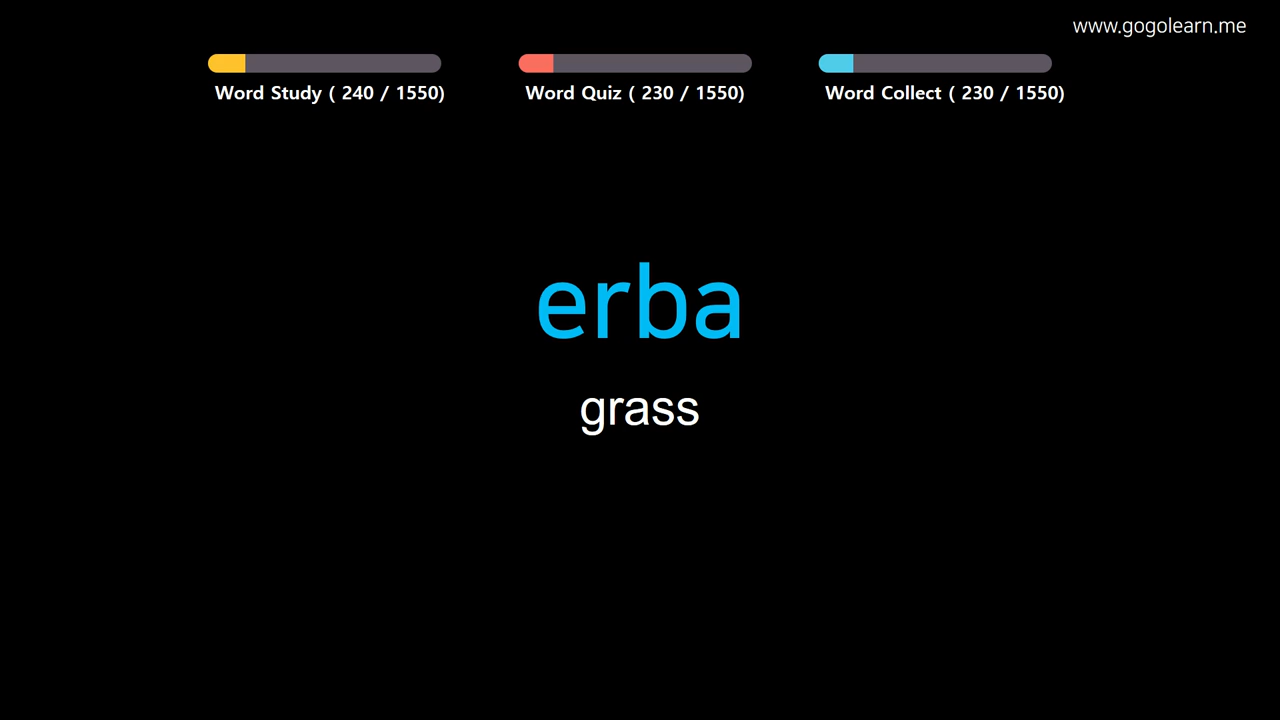 www.gogolearn.me
Word Study ( 240 / 1550)
Word Quiz ( 230 / 1550)
Word Collect ( 230 / 1550)
erba
grass